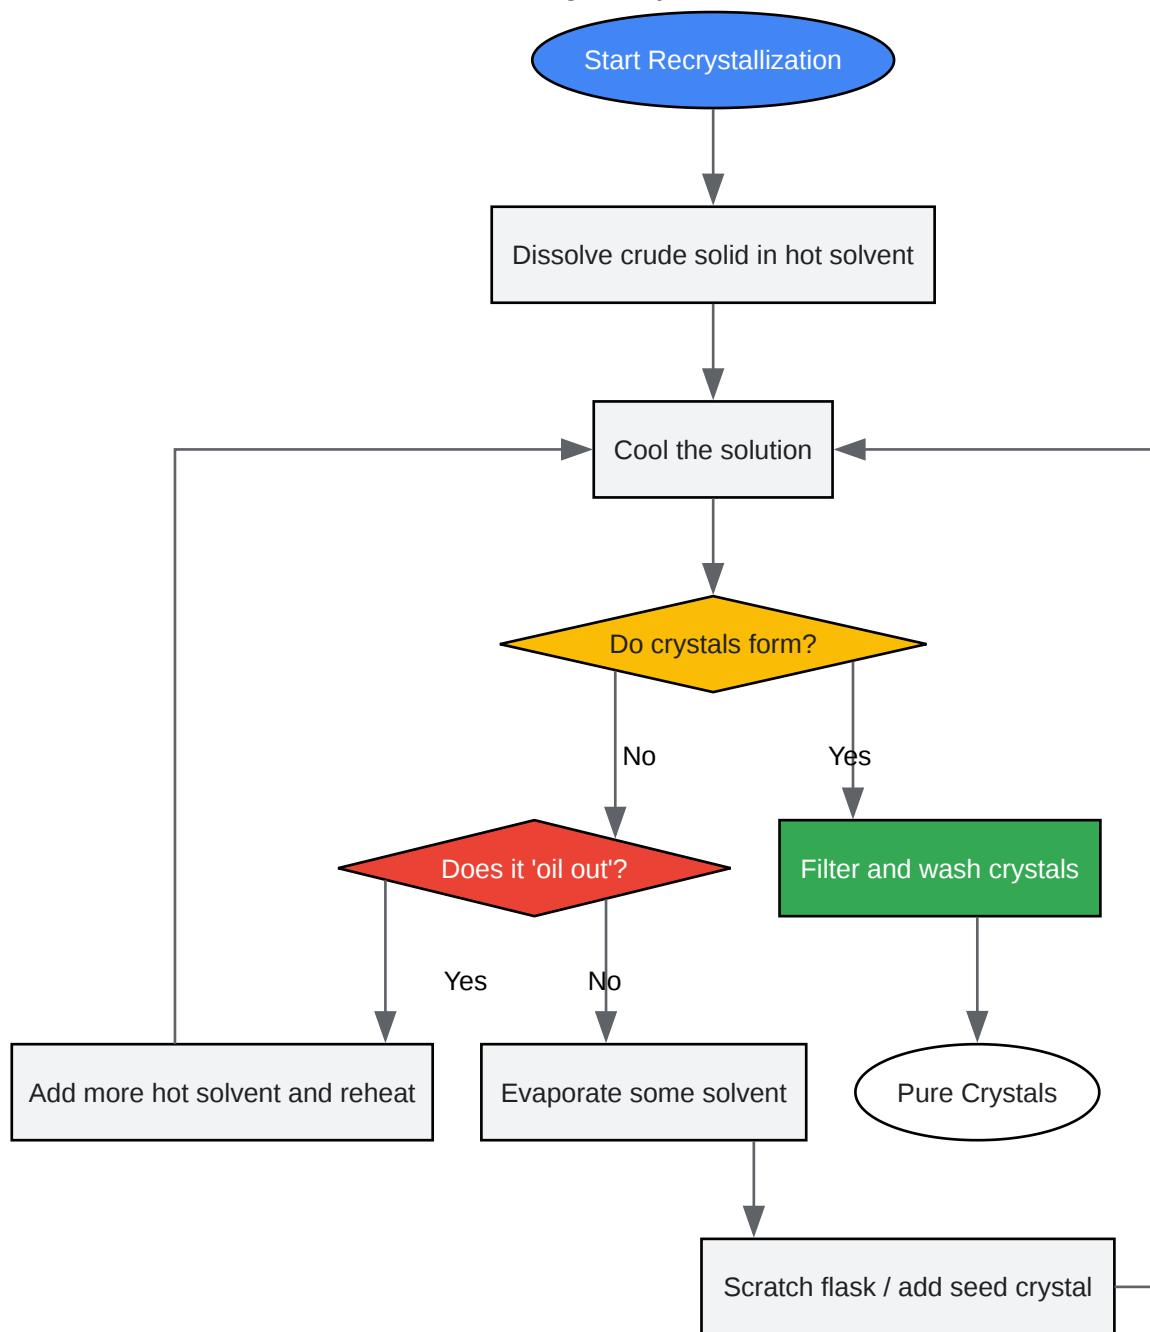 Start Recrystallization
Dissolve crude solid in hot solvent
Cool the solution
Do crystals form?
No
Yes
Does it 'oil out'?
Filter and wash crystals
Yes
No
Add more hot solvent and reheat
Evaporate some solvent
Pure Crystals
Scratch flask / add seed crystal